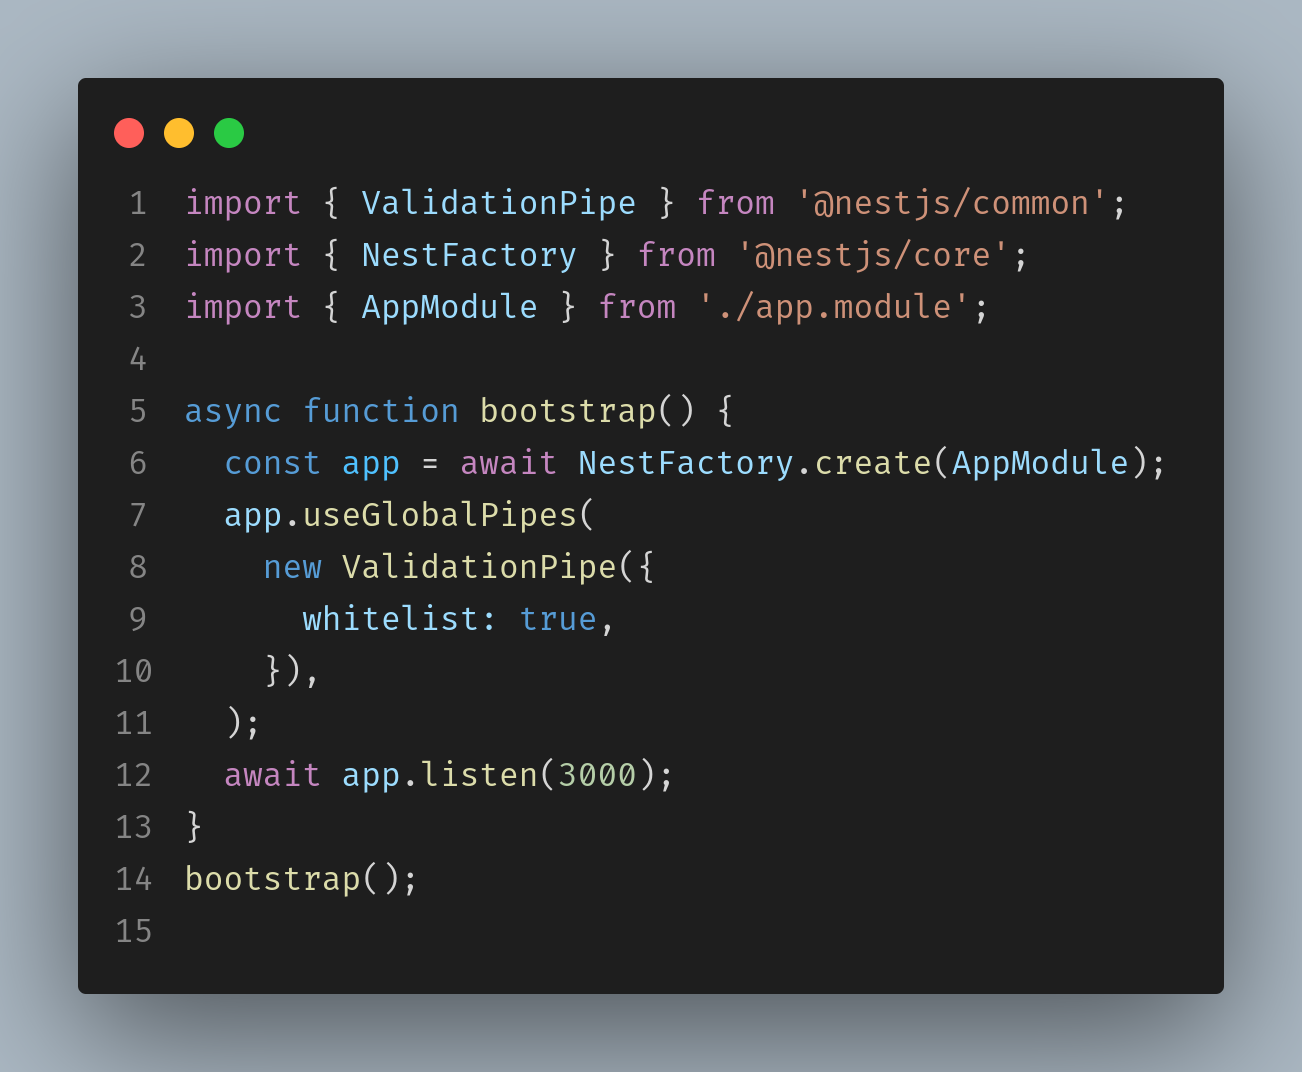 1 import { ValidationPipe } from '@nestjs/common';
2 import { NestFactory } from '@nestjs/core';
3 import { AppModule } from './app.module';
4
5 async function bootstrap() {
6   const app = await NestFactory.create(AppModule);
7   app.useGlobalPipes(
8     new ValidationPipe({
9       whitelist: true,
10     }),
11   );
12   await app.listen(3000);
13 }
14 bootstrap();
15